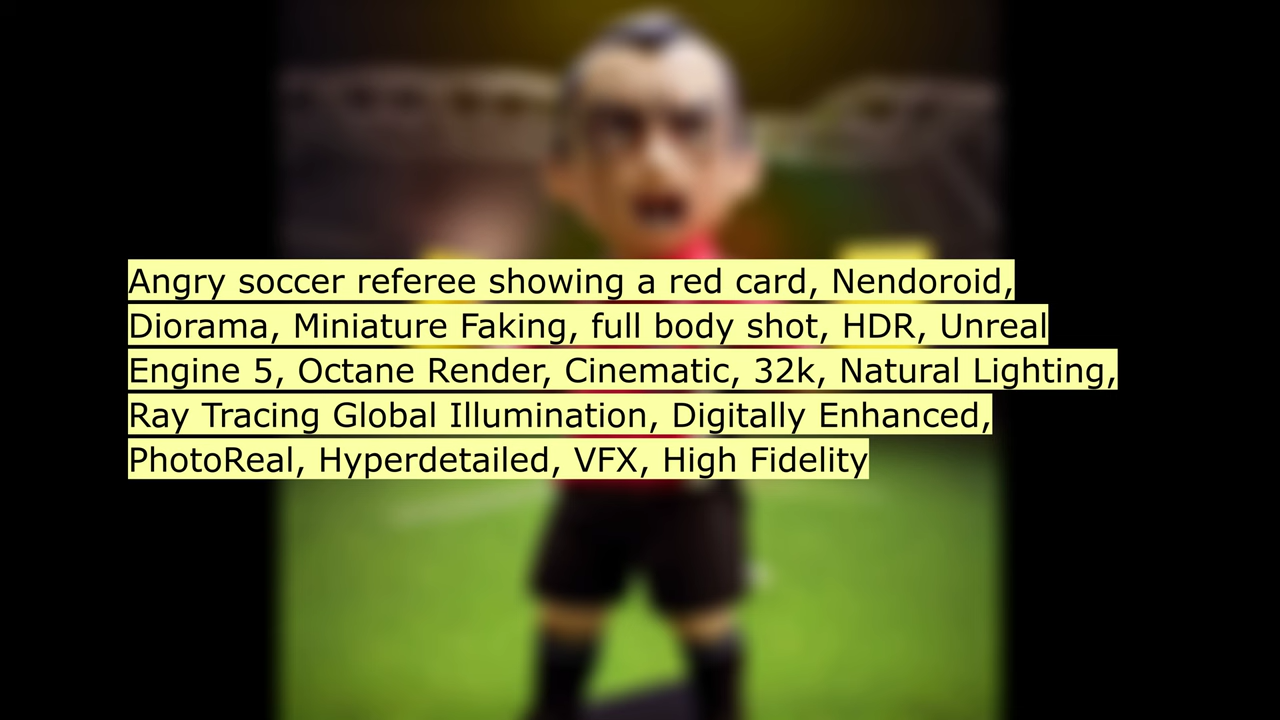 Angry soccer referee showing a red card, Nendoroid,
Diorama, Miniature Faking, full body shot, HDR, Unreal
Engine 5, Octane Render, Cinematic, 32k, Natural Lighting,
Ray Tracing Global Illumination, Digitally Enhanced,
PhotoReal, Hyperdetailed, VFX, High Fidelity